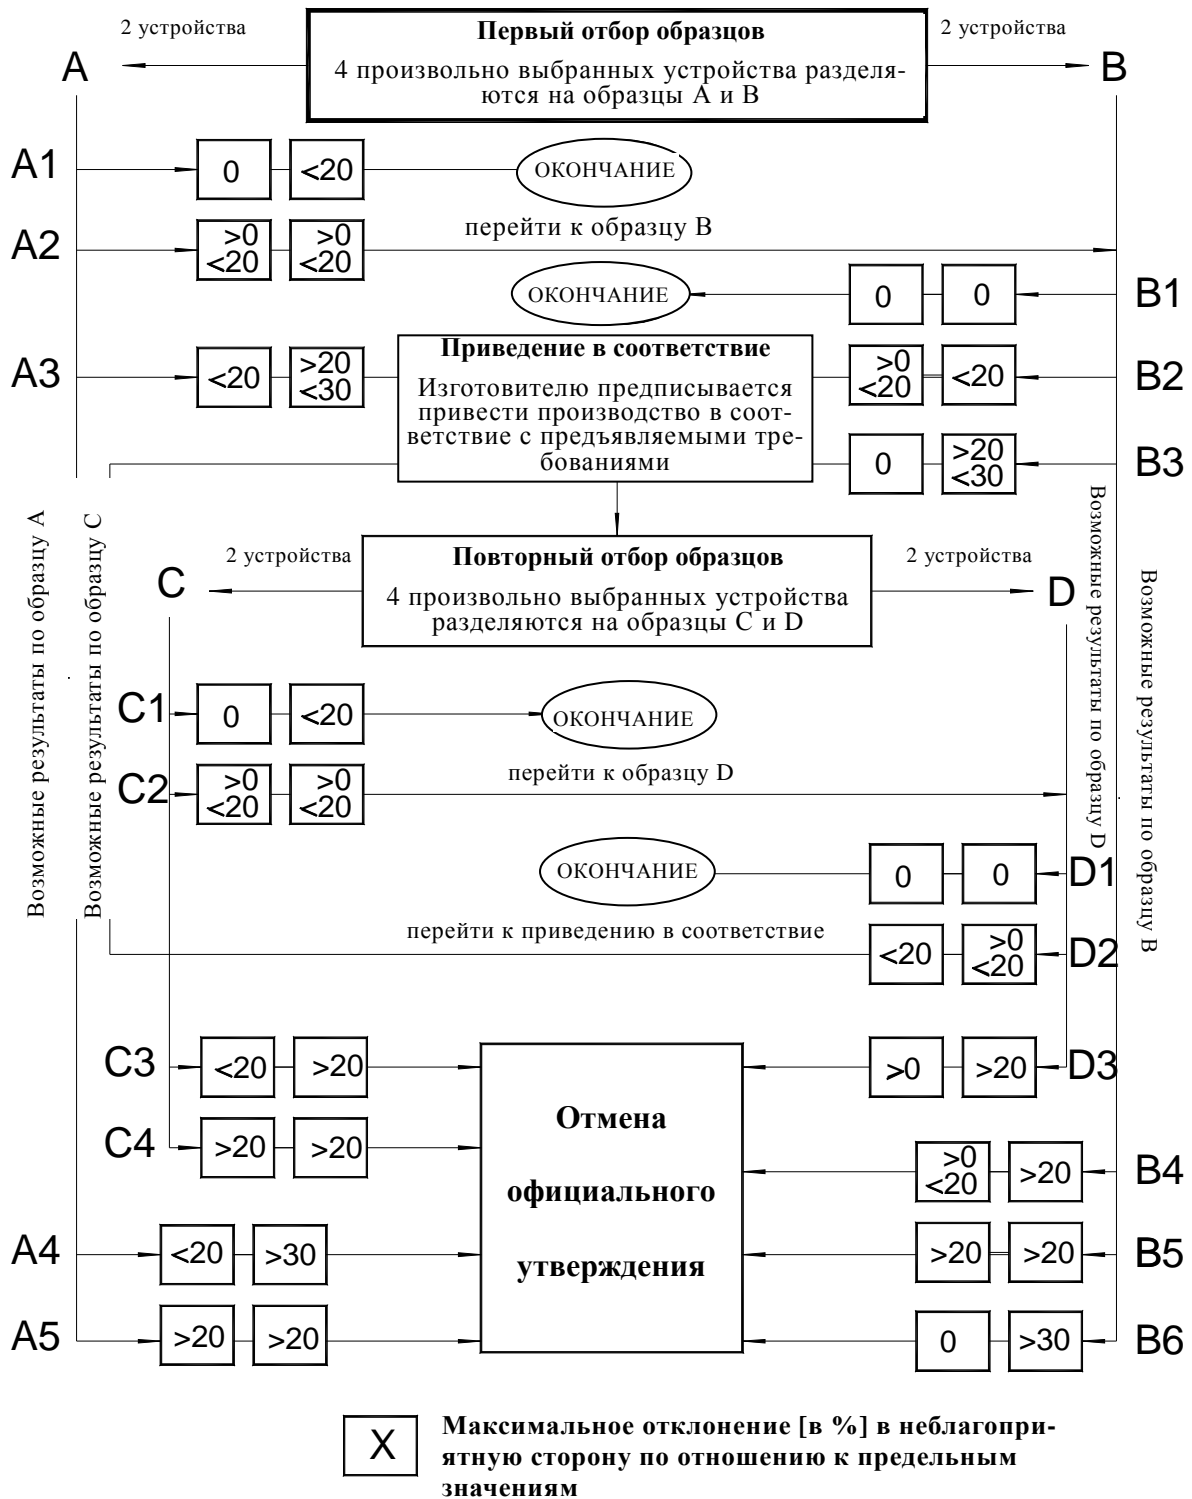 2 устройства
Первый отбор образцов
2 устройства
A
4 произвольно выбранных устройства разделя-
ются на образцы A и B
B
A1
0
<20
ОКОНЧАНИЕ
A2
>0
<20
>0
<20
перейти к образцу B
ОКОНЧАНИЕ
0
0
B1
A3
<20
>20
<30
Приведение в соответствие
Изготовителю предписывается
привести производство в соот-
ветствие с предъявляемыми тре-
бованиями
>0
<20
<20
B2
0
>20
<30
B3
Возможные результаты по образцу A
Возможные результаты по образцу C
Возможные результаты по образцу D
Возможные результаты по образцу B
2 устройства
Повторный отбор образцов
2 устройства
C
4 произвольно выбранных устройства
разделяются на образцы C и D
D
C1
0
<20
ОКОНЧАНИЕ
C2
>0
<20
>0
<20
перейти к образцу D
ОКОНЧАНИЕ
0
0
D1
перейти к приведению в соответствие
<20
>0
<20
D2
C3
<20
>20
Отмена
официального
утверждения
>0
>20
D3
C4
>20
>20
>0
<20
>20
B4
A4
<20
>30
>20
>20
B5
A5
>20
>20
0
>30
B6
X
Максимальное отклонение [в %] в неблагопри-
ятную сторону по отношению к предельным
значениям